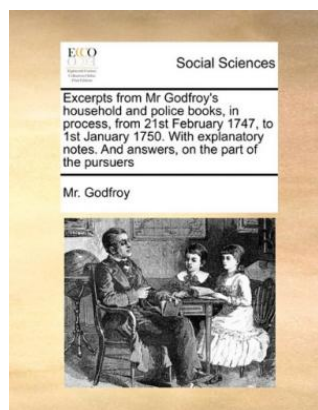 ECCO
Social Sciences
Excerpts from Mr Godfroy's
household and police books, in
process, from 21st February 1747, to
1st January 1750. With explanatory
notes. And answers, on the part of
the pursuers
Mr. Godfroy